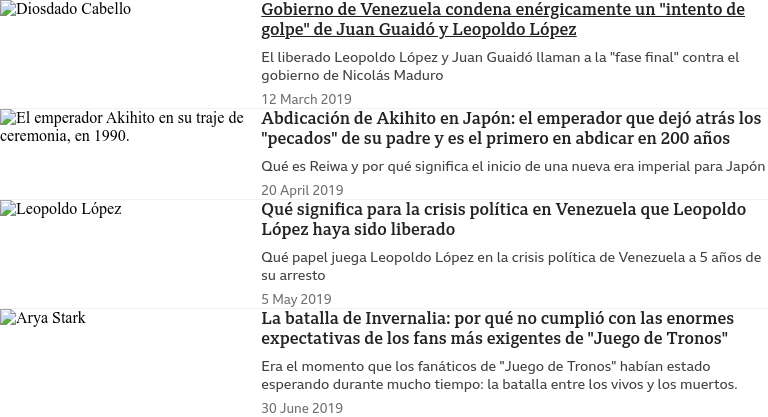 Diosdado Cabello
Gobierno de Venezuela condena enérgicamente un "intento de
golpe" de Juan Guaidó y Leopoldo López
El liberado Leopoldo López y Juan Guaidó llaman a la "fase final" contra el
gobierno de Nicolás Maduro
12 March 2019
El emperador Akihito en su traje de
ceremonia, en 1990.
Abdicación de Akihito en Japón: el emperador que dejó atrás los
"pecados" de su padre y es el primero en abdicar en 200 años
Qué es Reiwa y por qué significa el inicio de una nueva era imperial para Japón
20 April 2019
Leopoldo López
Qué significa para la crisis política en Venezuela que Leopoldo
López haya sido liberado
Qué papel juega Leopoldo López en la crisis política de Venezuela a 5 años de
su arresto
5 May 2019
Arya Stark
La batalla de Invernalia: por qué no cumplió con las enormes
expectativas de los fans más exigentes de "Juego de Tronos"
Era el momento que los fanáticos de "Juego de Tronos" habían estado
esperando durante mucho tiempo: la batalla entre los vivos y los muertos.
30 June 2019